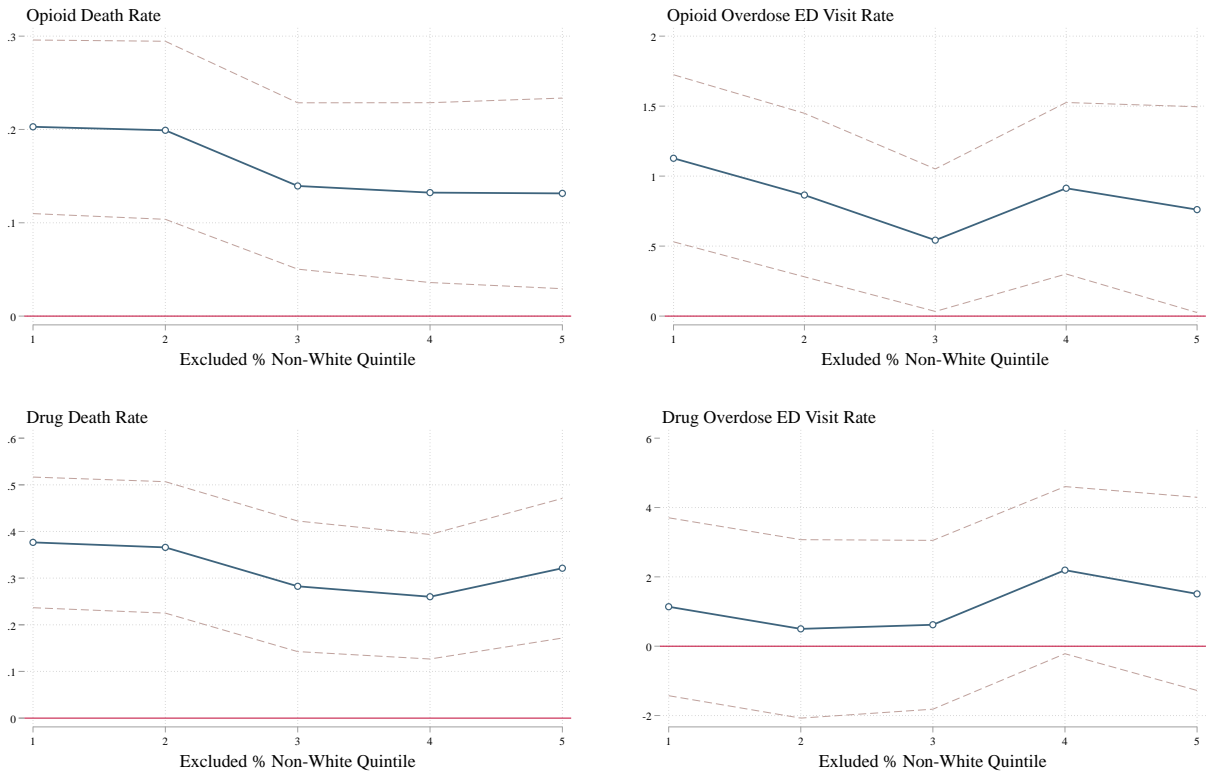 Opioid Death Rate
.3
.2
.1
0
1 2 3 4 5
Excluded % Non-White Quintile
Opioid Overdose ED Visit Rate
2
1.5
1
.5
0
1 2 3 4 5
Exluded % Non-White Quintile
Drug Death Rate
.6
.5
.4
.3
.2
.1
0
1 2 3 4 5
Excluded % Non-White Quintile
Drug Overdose ED Visit Rate
6
4
2
0
-2
1 2 3 4 5
Exluded % Non-White Quintile